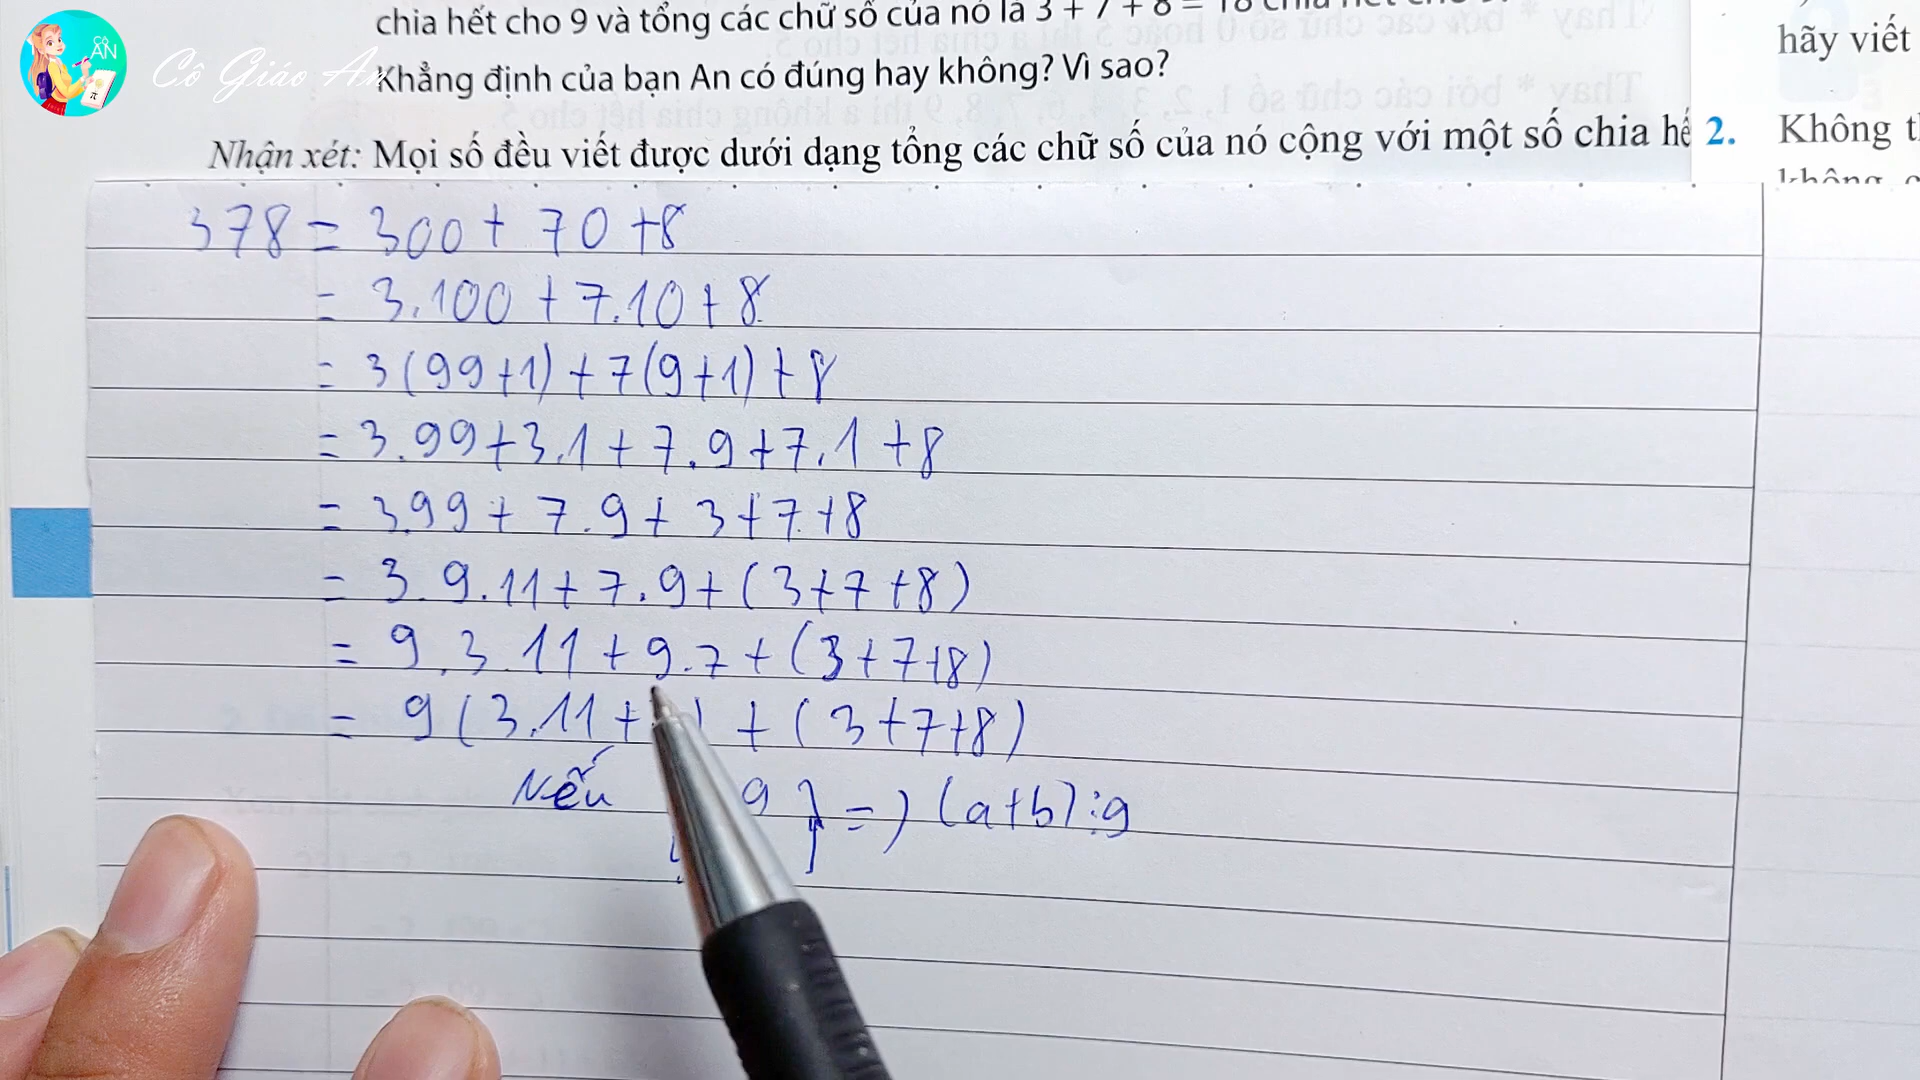 chia hết cho 9 và tổng các chữ số của nó là 3 + 7 + 8 = 18 chia hết cho
CÔ AN
Cô Giáo An
Khẳng định của bạn An có đúng hay không? Vì sao?
hãy viết
Nhận xét: Mọi số đều viết được dưới dạng tổng các chữ số của nó cộng với một số chia hế
2. Không
378 = 300 + 70 + 8
= 3.100 + 7.10 + 8
= 3(99+1) + 7(9+1) + 8
= 3.99 + 3.1 + 7.9 + 7.1 + 8
= 3.99 + 7.9 + 3 + 7 + 8
= 3.9.11 + 7.9 + (3+7+8)
= 9.3.11 + 9.7 + (3+7+8)
= 9(3.11 + ) + (3+7+8)
Nếu 9 } => (a+b)⋮9